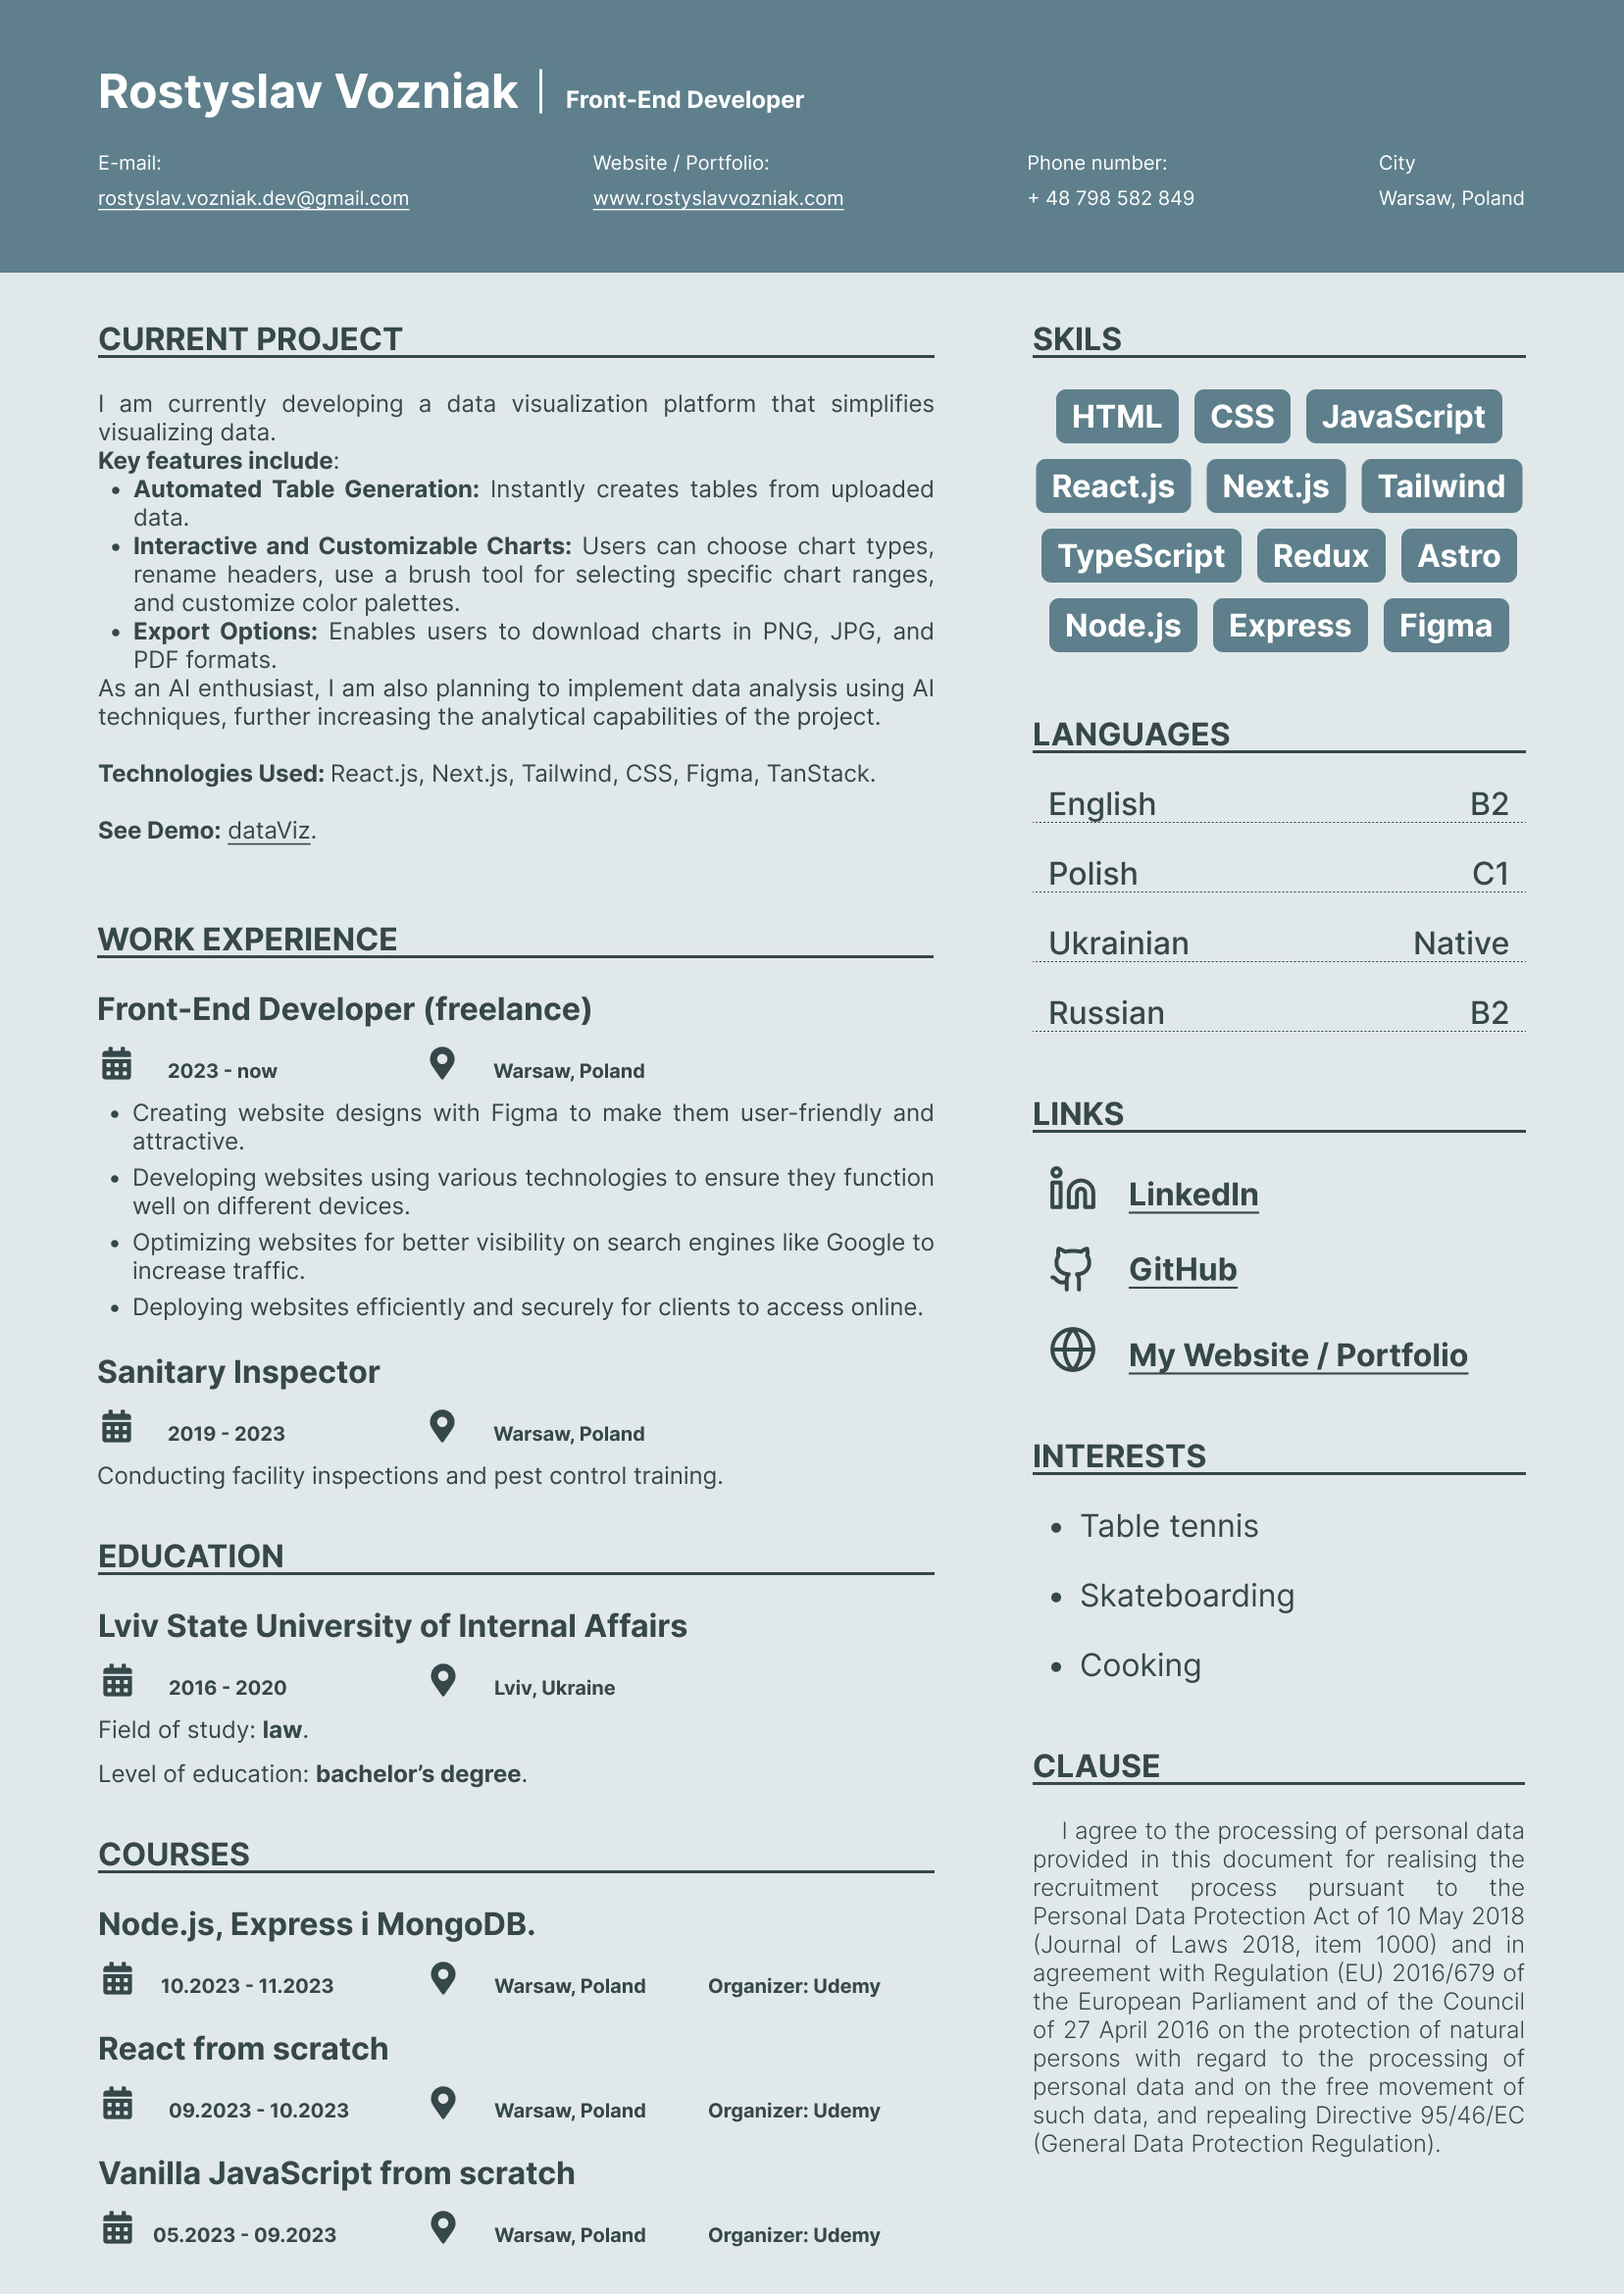 Rostyslav Vozniak | Front-End Developer
E-mail:
rostyslav.vozniak.dev@gmail.com
Website / Portfolio:
www.rostyslavvozniak.com
Phone number:
+ 48 798 582 849
City
Warsaw, Poland
CURRENT PROJECT
I am currently developing a data visualization platform that simplifies
visualizing data.
Key features include:
• Automated Table Generation: Instantly creates tables from uploaded
data.
• Interactive and Customizable Charts: Users can choose chart types,
rename headers, use a brush tool for selecting specific chart ranges,
and customize color palettes.
• Export Options: Enables users to download charts in PNG, JPG, and
PDF formats.
As an AI enthusiast, I am also planning to implement data analysis using AI
techniques, further increasing the analytical capabilities of the project.
Technologies Used: React.js, Next.js, Tailwind, CSS, Figma, TanStack.
See Demo: dataViz.
WORK EXPERIENCE
Front-End Developer (freelance)
2023 - now Warsaw, Poland
• Creating website designs with Figma to make them user-friendly and
attractive.
• Developing websites using various technologies to ensure they function
well on different devices.
• Optimizing websites for better visibility on search engines like Google to
increase traffic.
• Deploying websites efficiently and securely for clients to access online.
Sanitary Inspector
2019 - 2023 Warsaw, Poland
Conducting facility inspections and pest control training.
EDUCATION
Lviv State University of Internal Affairs
2016 - 2020 Lviv, Ukraine
Field of study: law.
Level of education: bachelor’s degree.
COURSES
Node.js, Express i MongoDB.
10.2023 - 11.2023 Warsaw, Poland Organizer: Udemy
React from scratch
09.2023 - 10.2023 Warsaw, Poland Organizer: Udemy
Vanilla JavaScript from scratch
05.2023 - 09.2023 Warsaw, Poland Organizer: Udemy
SKILS
HTML CSS JavaScript
React.js Next.js Tailwind
TypeScript Redux Astro
Node.js Express Figma
LANGUAGES
English B2
Polish C1
Ukrainian Native
Russian B2
LINKS
LinkedIn
GitHub
My Website / Portfolio
INTERESTS
• Table tennis
• Skateboarding
• Cooking
CLAUSE
I agree to the processing of personal data
provided in this document for realising the
recruitment process pursuant to the
Personal Data Protection Act of 10 May 2018
(Journal of Laws 2018, item 1000) and in
agreement with Regulation (EU) 2016/679 of
the European Parliament and of the Council
of 27 April 2016 on the protection of natural
persons with regard to the processing of
personal data and on the free movement of
such data, and repealing Directive 95/46/EC
(General Data Protection Regulation).